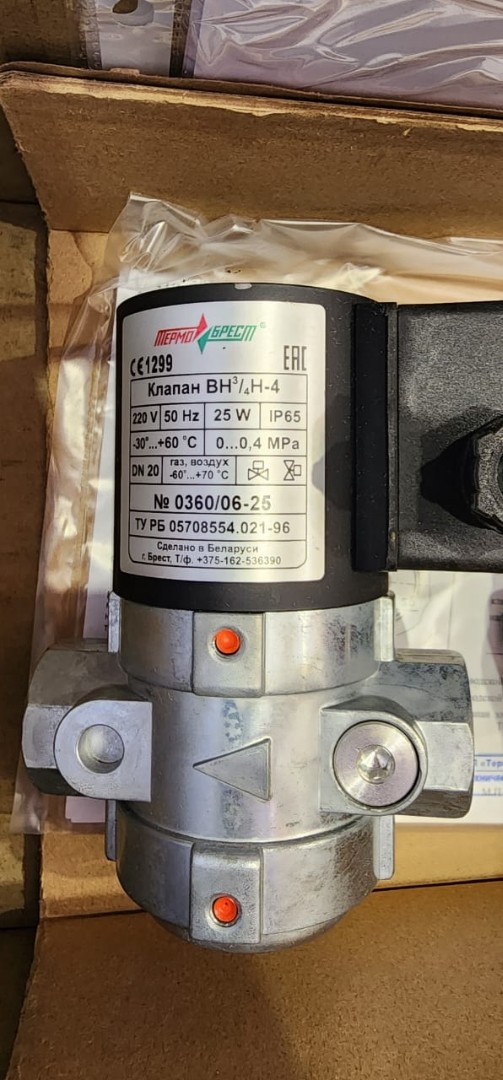 ТЕРМО БРЕСТ ®
CE1299 EAC
Клапан ВН³/₄Н-4
220 V 50 Hz 25 W IP65
-30°...+60 °C 0...0,4 MPa
DN 20 газ, воздух -60°...+70 °C
№ 0360/06-25
ТУ РБ 05708554.021-96
Сделано в Беларуси
г. Брест, Т/ф. +375-162-536390